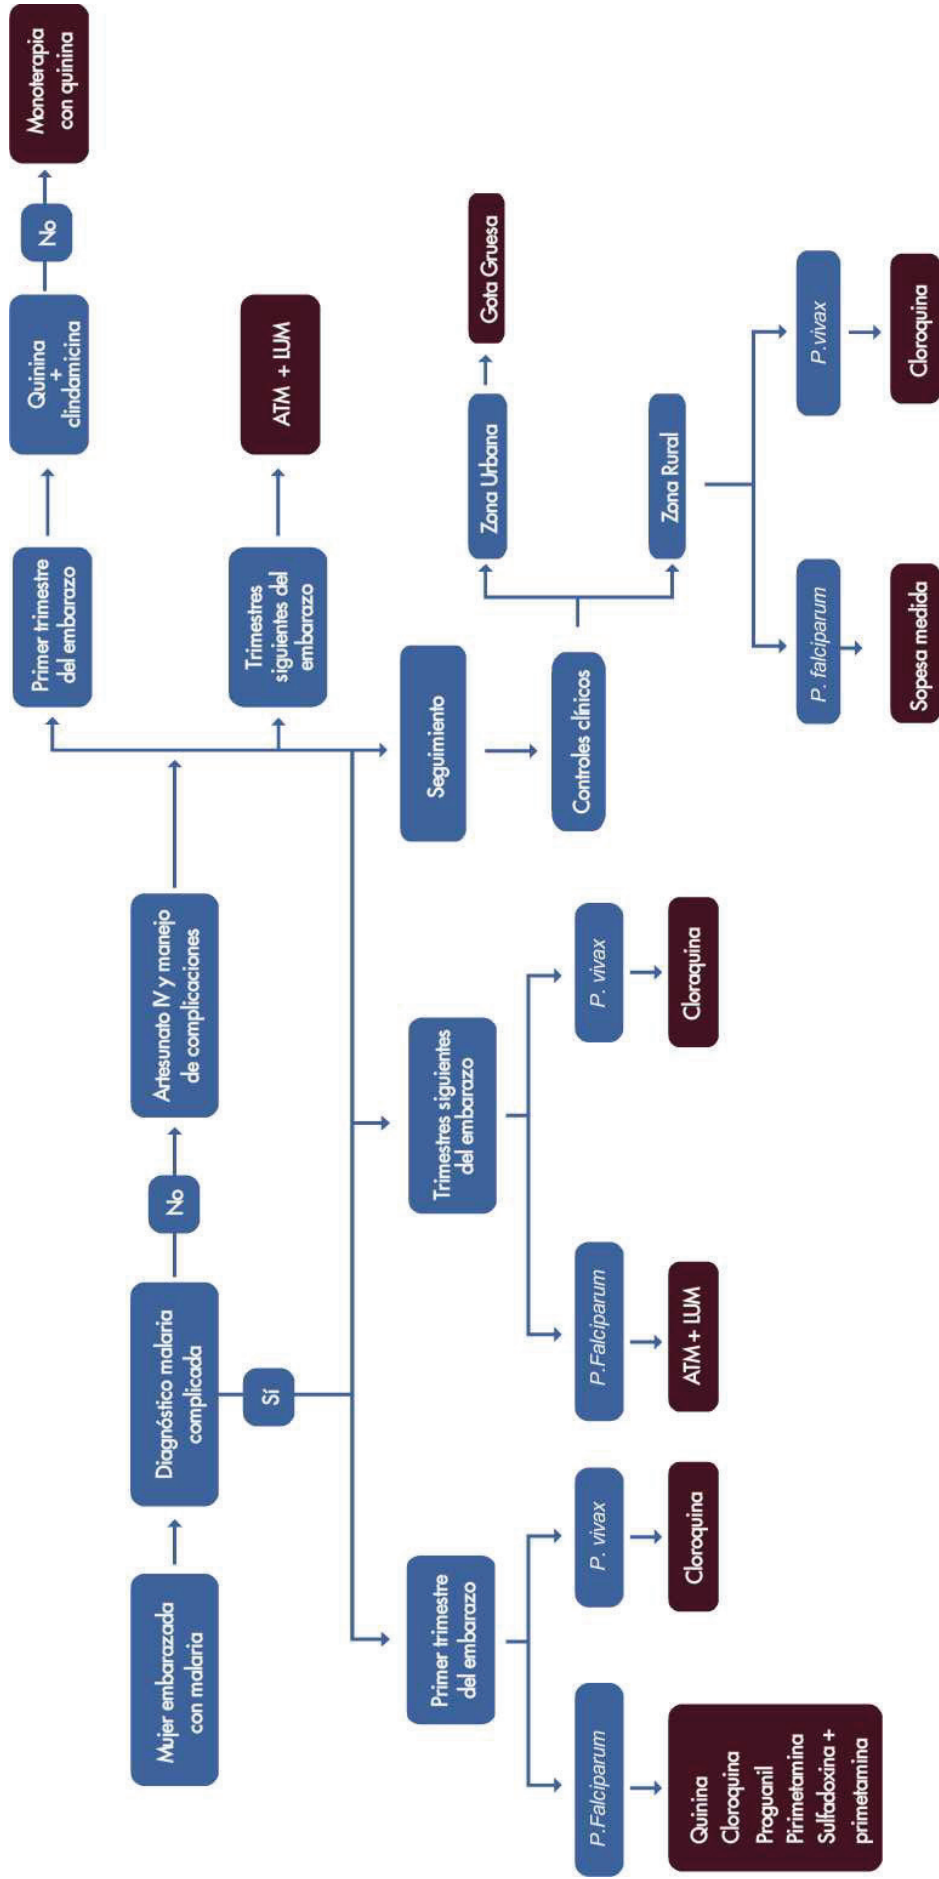 Mujer embarazada
con malaria
Diagnóstico malaria
complicada
No
Artesunato IV y manejo
de complicaciones
Primer trimestre
del embarazo
Quinina
+
clindamicina
No
Monoterapia
con quinina
Trimestres
siguientes del
embarazo
ATM + LUM
Sí
Primer trimestre
del embarazo
P.Falciparum
Quinina
Cloroquina
Proguanil
Pirimetamina
Sulfadoxina +
primetamina
P. vivax
Cloroquina
Trimestres siguientes
del embarazo
P.Falciparum
ATM + LUM
P. vivax
Cloraquina
Seguimiento
Controles clínicos
Zona Urbana
Gota Gruesa
Zona Rural
P. falciparum
Sopesa medida
P.vivax
Cloroquina